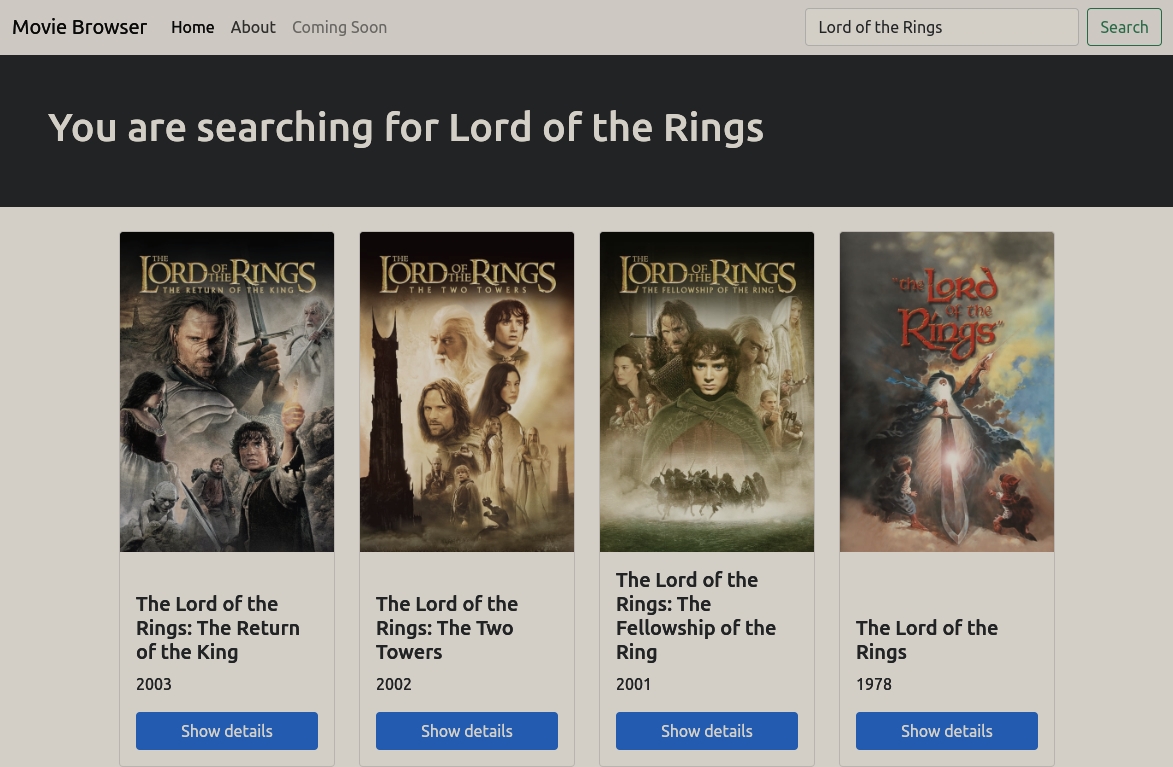 Movie Browser Home About Coming Soon Lord of the Rings Search
You are searching for Lord of the Rings
THE LORD OF THE RINGS
THE RETURN OF THE KING
THE LORD OF THE RINGS
THE TWO TOWERS
THE LORD OF THE RINGS
THE FELLOWSHIP OF THE RING
"the Lord
of the
Rings"
The Lord of the
Rings: The Return
of the King
2003
Show details
The Lord of the
Rings: The Two
Towers
2002
Show details
The Lord of the
Rings: The
Fellowship of the
Ring
2001
Show details
The Lord of the
Rings
1978
Show details